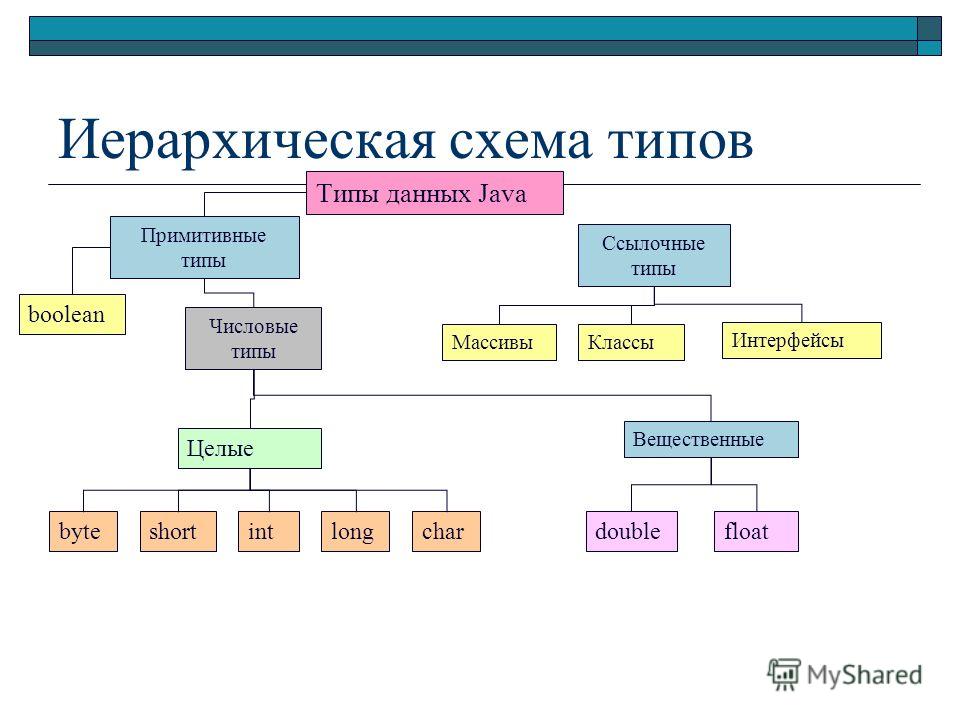 Иерархическая схема типов
Типы данных Java
Примитивные
типы
Ссылочные
типы
boolean
Числовые
типы
Массивы
Классы
Интерфейсы
Целые
Вещественные
byte
short
int
long
char
double
float
MyShared